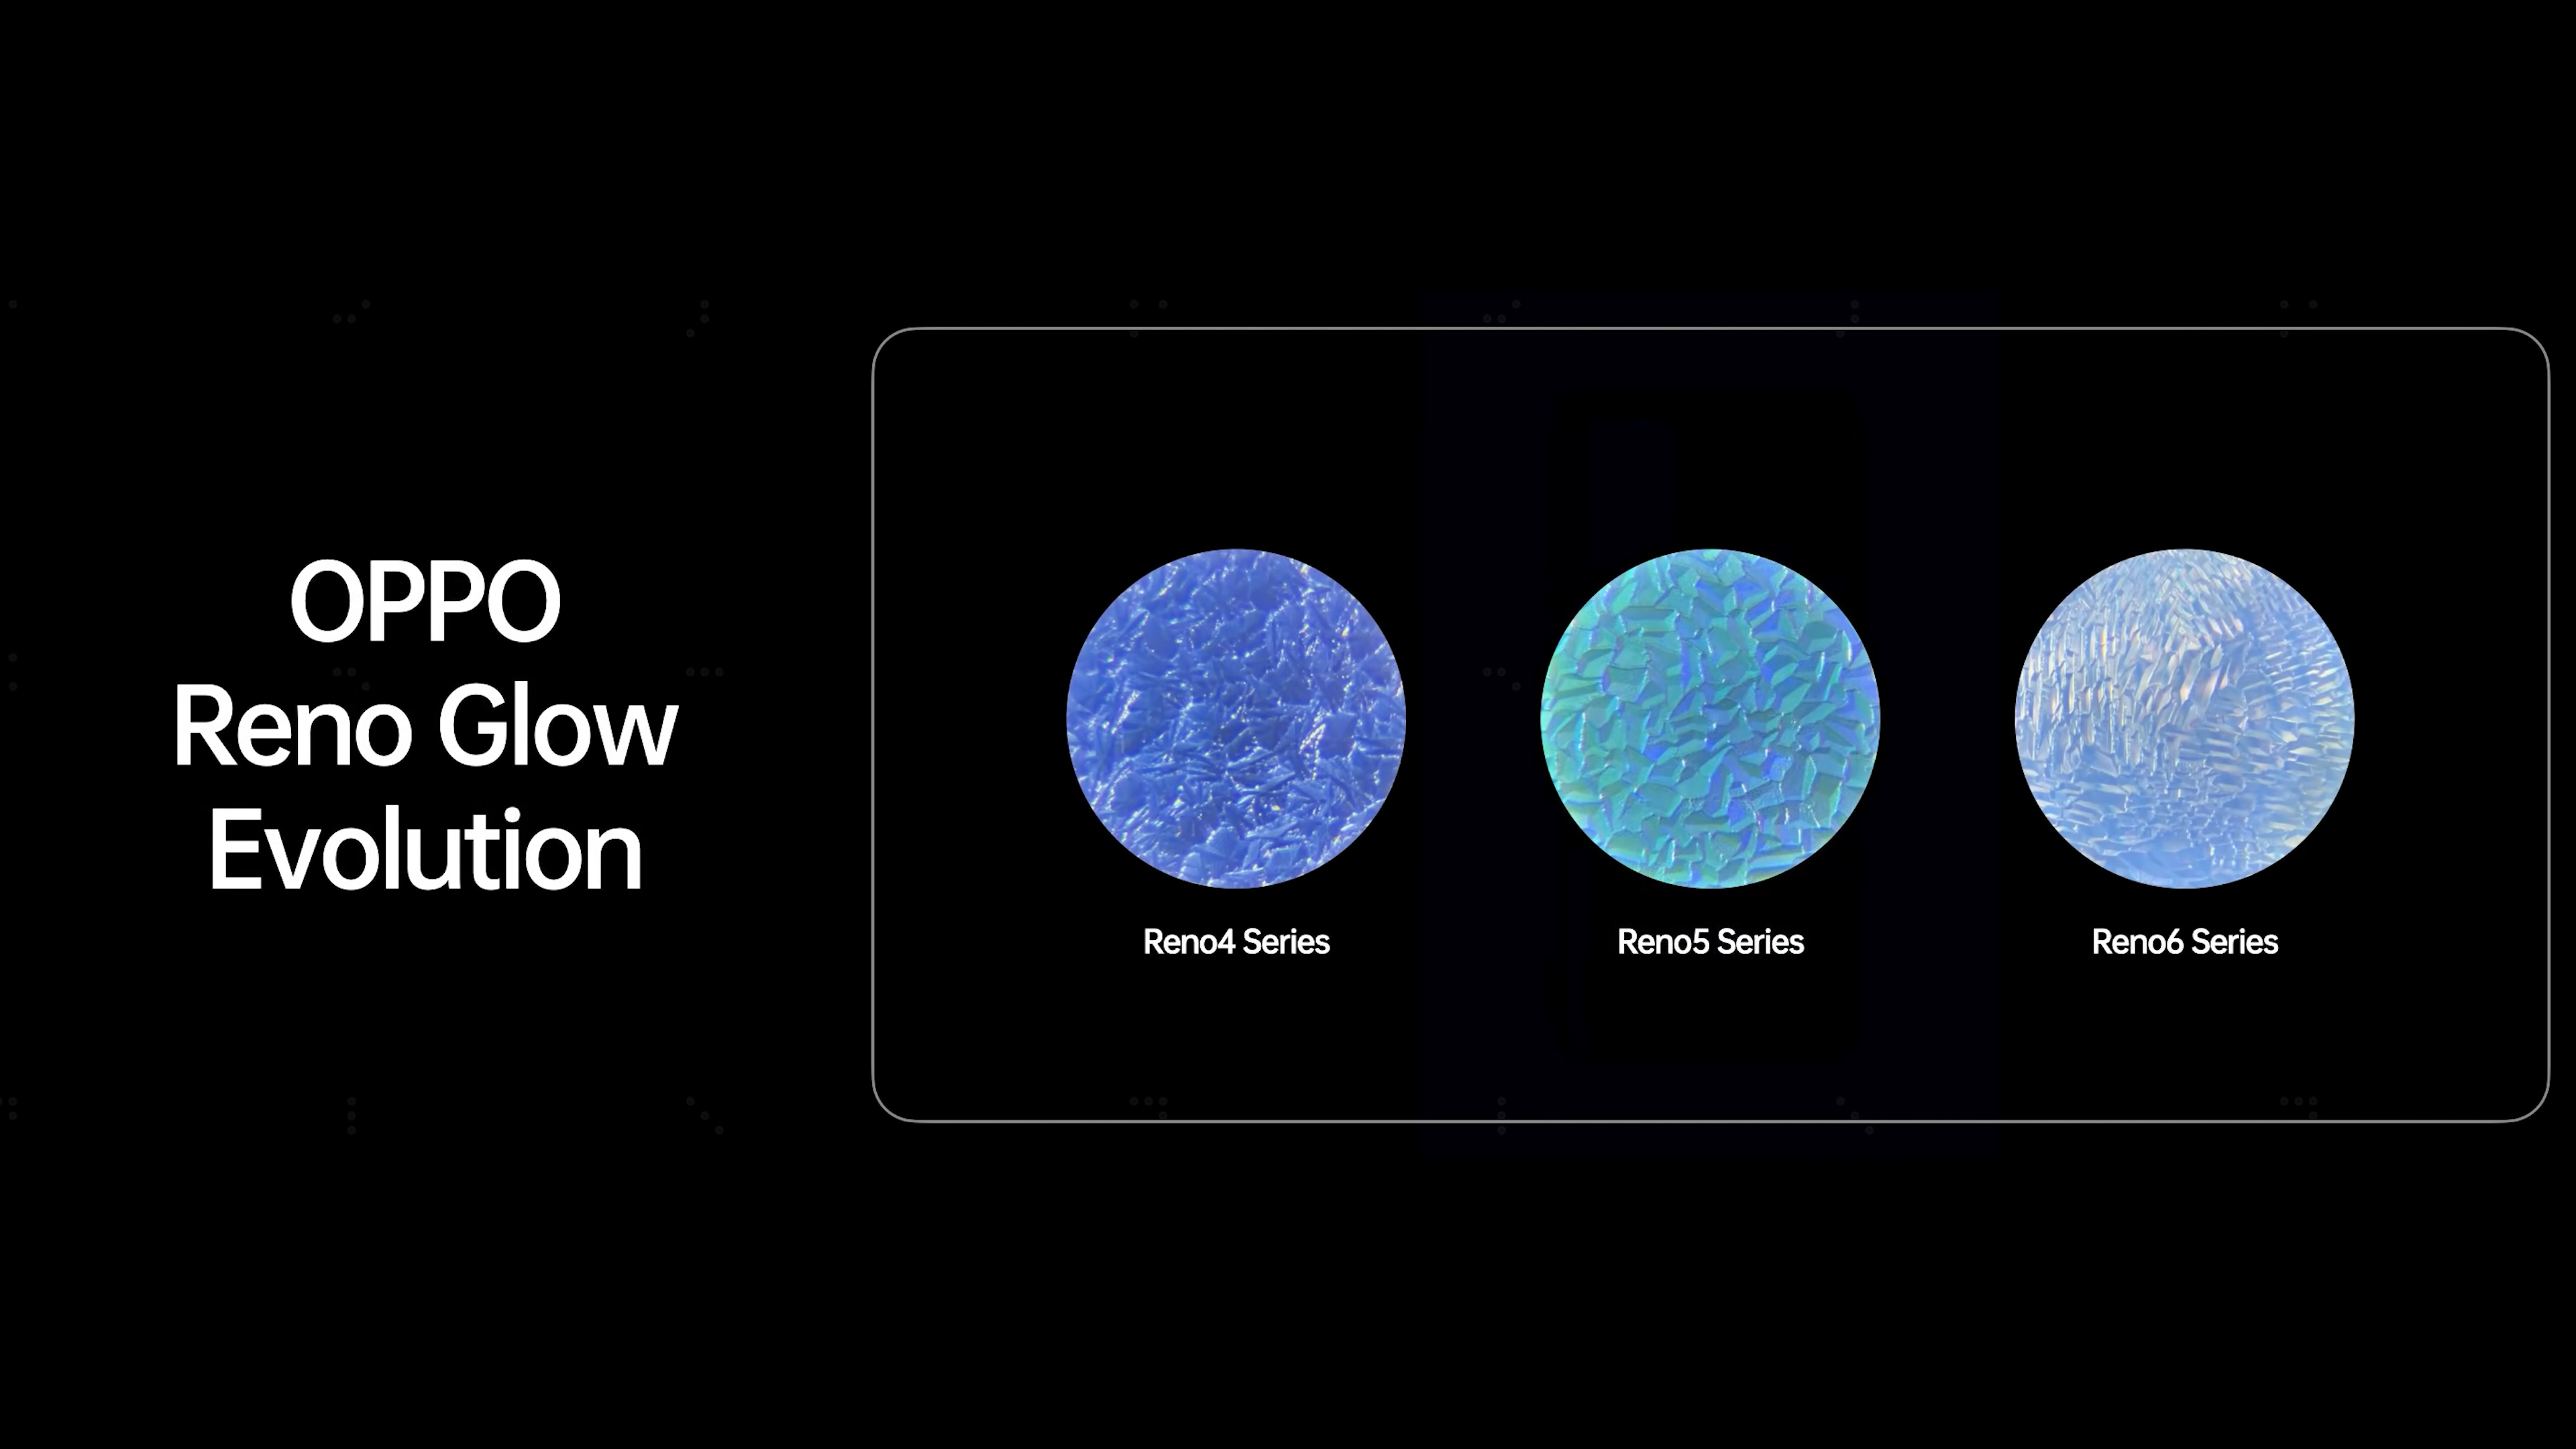 OPPO
Reno Glow
Evolution
Reno4 Series
Reno5 Series
Reno6 Series